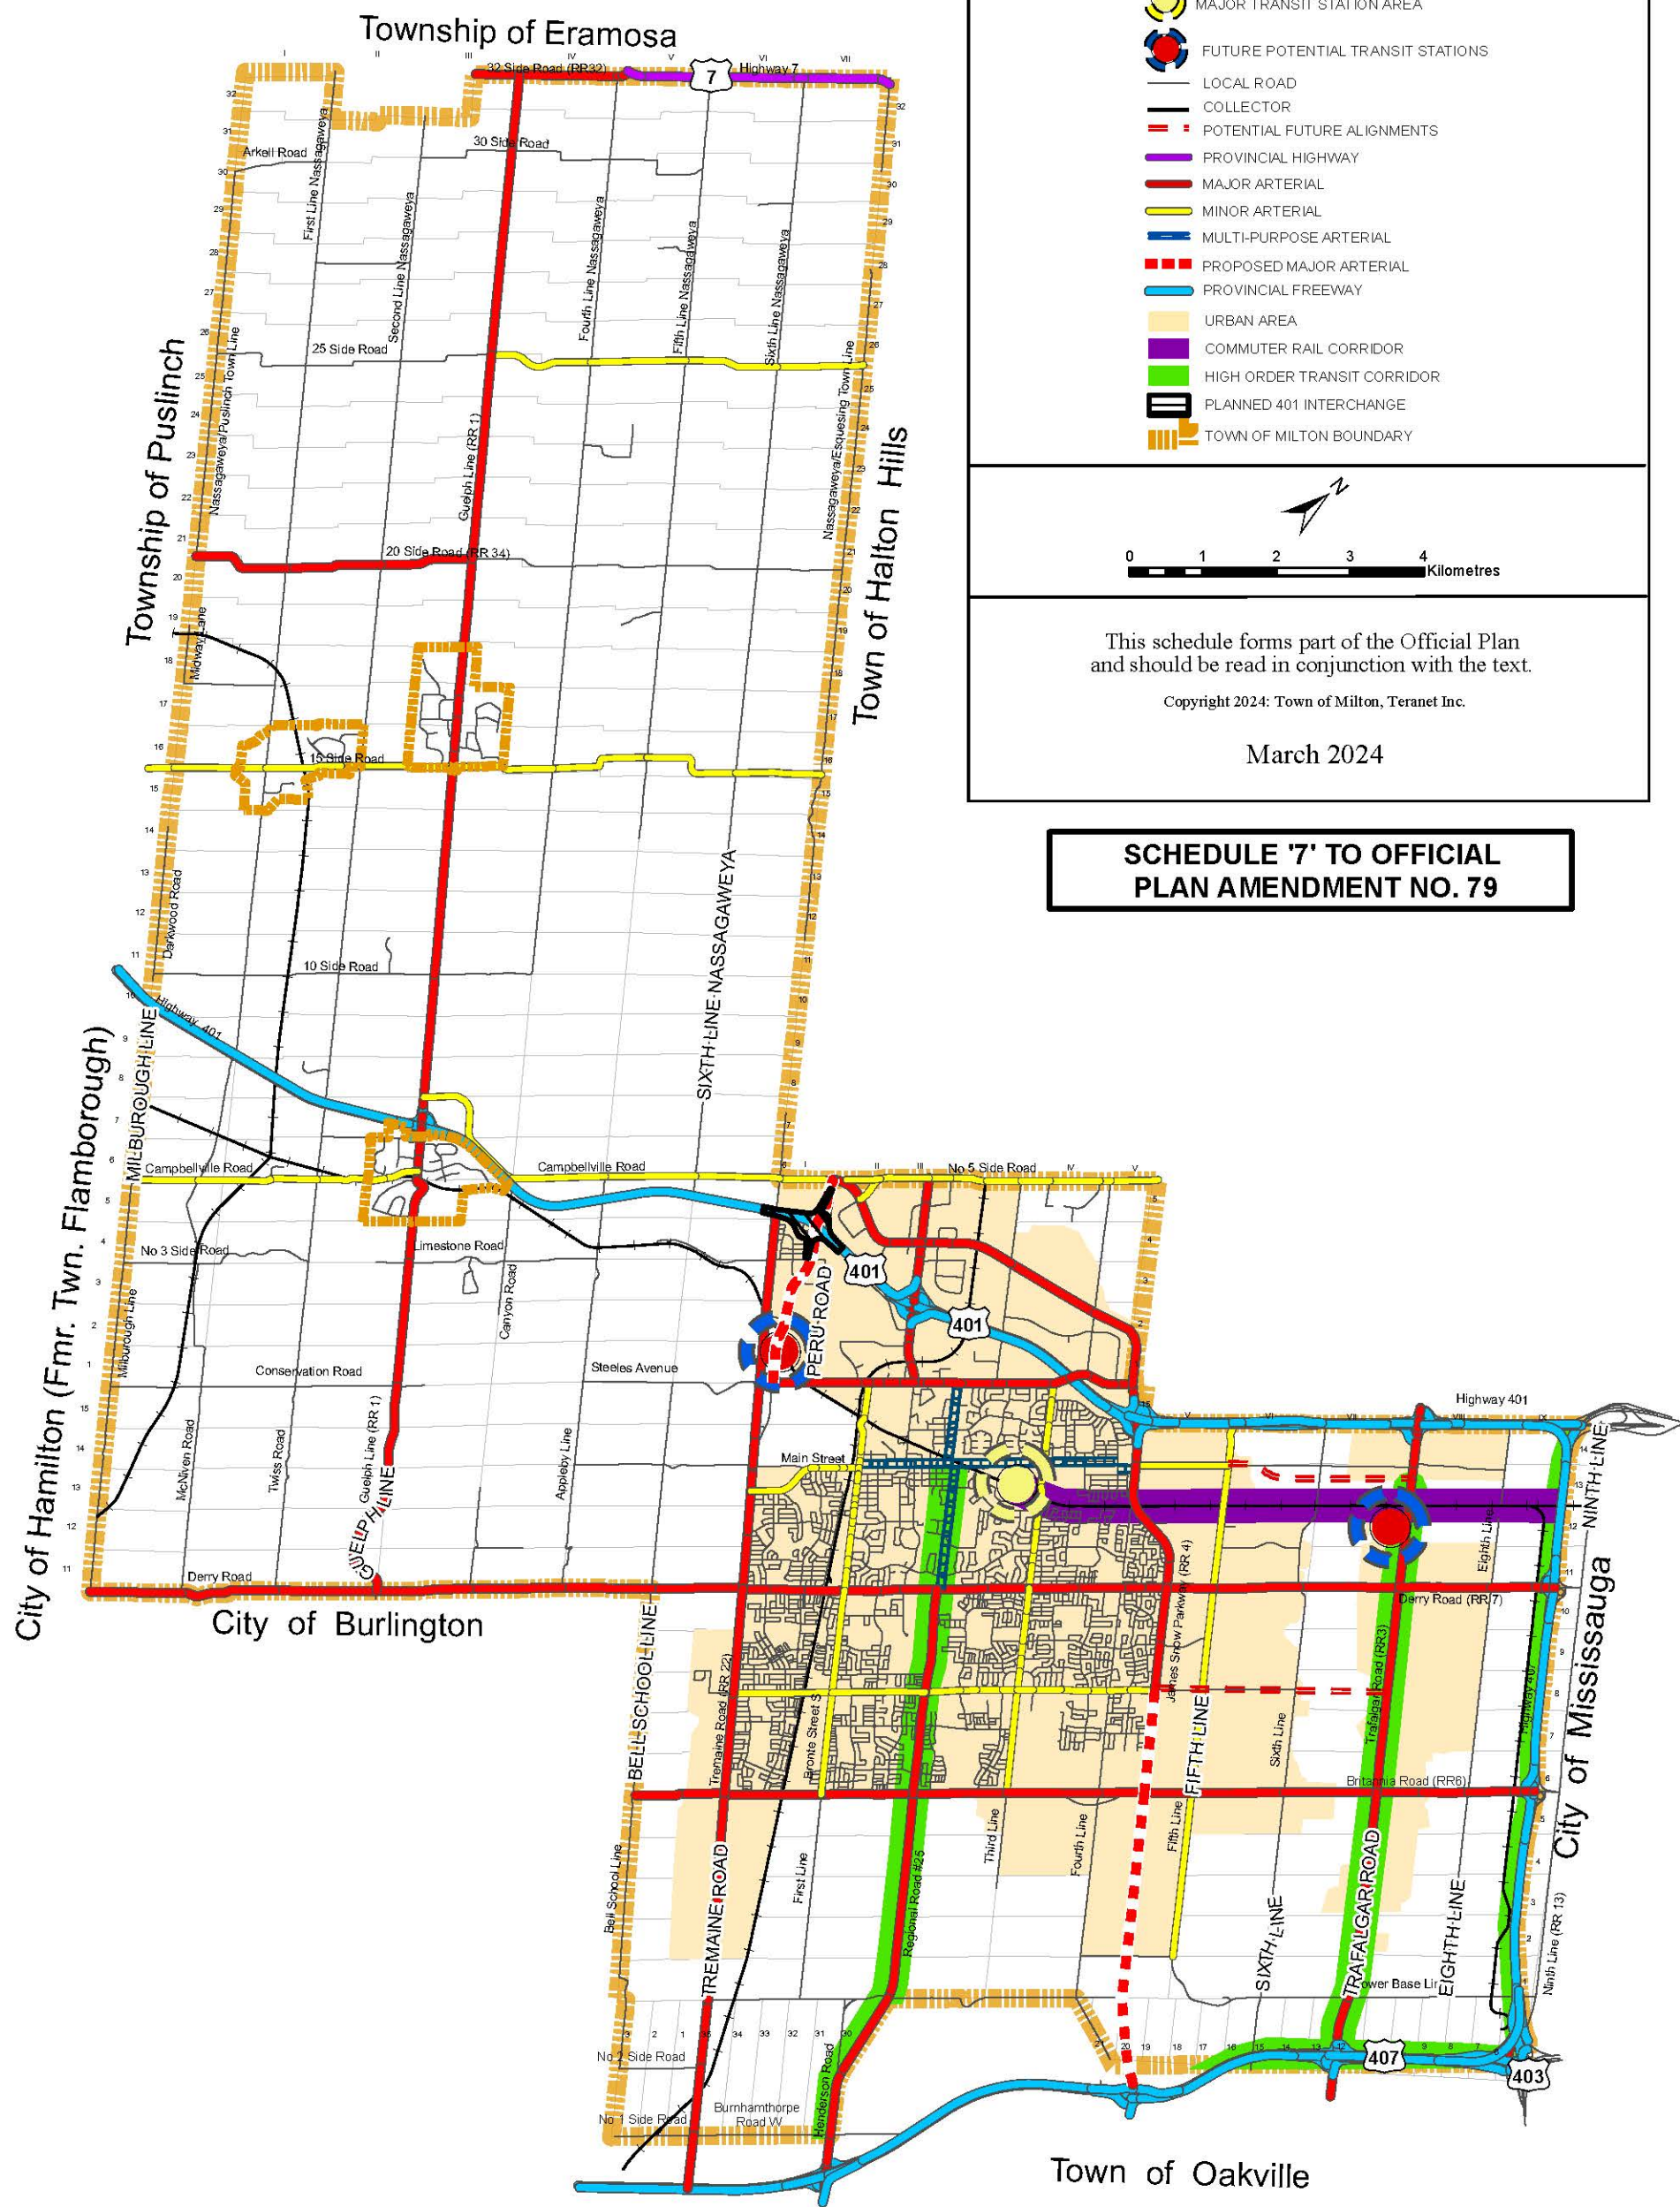 MAJOR TRANSIT STATION AREA
FUTURE POTENTIAL TRANSIT STATIONS
LOCAL ROAD
COLLECTOR
POTENTIAL FUTURE ALIGNMENTS
PROVINCIAL HIGHWAY
MAJOR ARTERIAL
MINOR ARTERIAL
MULTI-PURPOSE ARTERIAL
PROPOSED MAJOR ARTERIAL
PROVINCIAL FREEWAY
URBAN AREA
COMMUTER RAIL CORRIDOR
HIGH ORDER TRANSIT CORRIDOR
PLANNED 401 INTERCHANGE
TOWN OF MILTON BOUNDARY
N
0 1 2 3 4
Kilometres
This schedule forms part of the Official Plan
and should be read in conjunction with the text.
Copyright 2024: Town of Milton, Teranet Inc.
March 2024
SCHEDULE '7' TO OFFICIAL
PLAN AMENDMENT NO. 79
Township of Eramosa
I II III IV V VI VII
32 Side Road (RR32)
7
Highway 7
Arkell Road
30 Side Road
First Line Nassagaweya
Second Line Nassagaweya
Fourth Line Nassagaweya
Fifth Line Nassagaweya
Sixth Line Nassagaweya
25 Side Road
Nassagaweya/Puslinch Town Line
Nassagaweya/Esquesing Town Line
Township of Puslinch
Town of Halton Hills
Guelph Line (RR 1)
20 Side Road (RR 34)
Midway Lane
15 Side Road
Darkwood Road
10 Side Road
SIXTH LINE NASSAGAWEYA
Highway 401
MILBUROUGH LINE
City of Hamilton (Fmr. Twn. Flamborough)
Campbellville Road
Campbellville Road
No 5 Side Road
No 3 Side Road
Limestone Road
Canyon Road
Milburough Line
401
401
PERU ROAD
Conservation Road
Steeles Avenue
Highway 401
McNiven Road
Twiss Road
Guelph Line (RR 1)
GUELPH LINE
Appleby Line
Main Street
NINTH LINE
Eighth Line
Derry Road
Derry Road (RR 7)
City of Burlington
City of Mississauga
James Snow Parkway (RR 4)
BELL SCHOOL LINE
Tremaine Road (RR 22)
Bronte Street S
FIFTH LINE
Sixth Line
Trafalgar Road (RR3)
Highway 407
Britannia Road (RR6)
Bell School Line
TREMAINE ROAD
First Line
Regional Road #25
Third Line
Fourth Line
Fifth Line
SIXTH LINE
TRAFALGAR ROAD
EIGHTH LINE
Ninth Line (RR 13)
ower Base Lin
No 2 Side Road
No 1 Side Road
Burnhamthorpe
Road W
Henderson Road
407
403
Town of Oakville